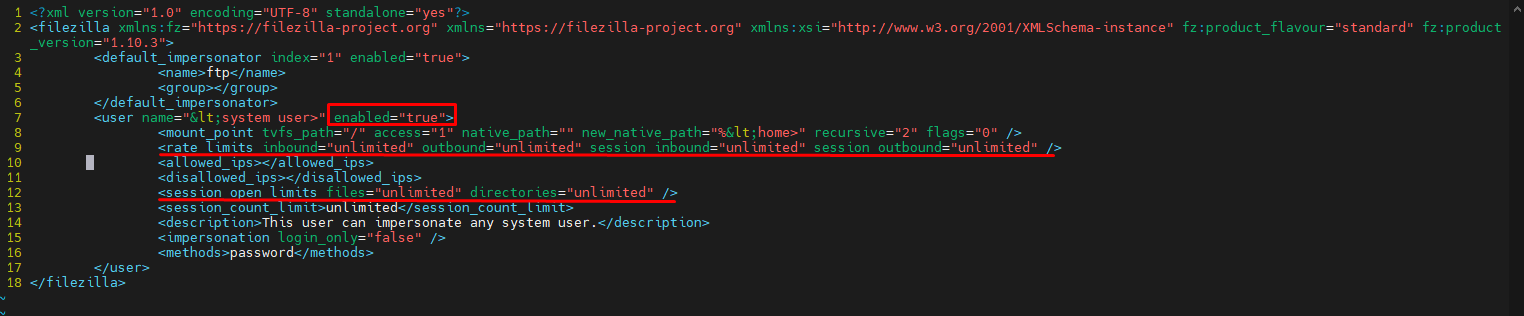 1 <?xml version="1.0" encoding="UTF-8" standalone="yes"?>
2 <filezilla xmlns:fz="https://filezilla-project.org" xmlns="https://filezilla-project.org" xmlns:xsi="http://www.w3.org/2001/XMLSchema-instance" fz:product_flavour="standard" fz:product
_version="1.10.3">
3 <default_impersonator index="1" enabled="true">
4 <name>ftp</name>
5 <group></group>
6 </default_impersonator>
7 <user name="&lt;system user>" enabled="true">
8 <mount_point tvfs_path="/" access="1" native_path="" new_native_path="%&lt;home>" recursive="2" flags="0" />
9 <rate_limits inbound="unlimited" outbound="unlimited" session_inbound="unlimited" session_outbound="unlimited" />
10 <allowed_ips></allowed_ips>
11 <disallowed_ips></disallowed_ips>
12 <session_open_limits files="unlimited" directories="unlimited" />
13 <session_count_limit>unlimited</session_count_limit>
14 <description>This user can impersonate any system user.</description>
15 <impersonation login_only="false" />
16 <methods>password</methods>
17 </user>
18 </filezilla>
~
~